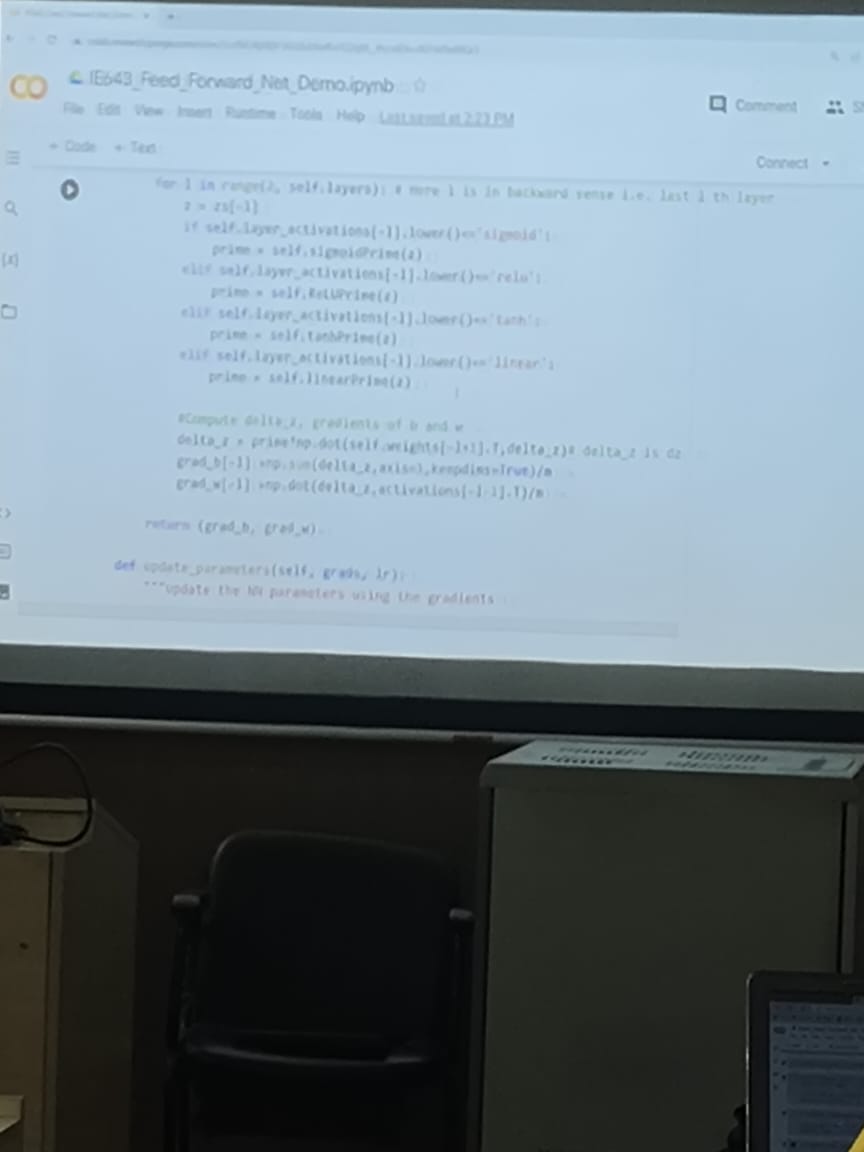 IE643_Feed_Forward_Net_Demo.ipynb
File Edit View Insert Runtime Tools Help Last saved at 2:23 PM
Comment
+ Code + Text
Connect
for l in range(2, self.layers): # here l is in backward sense i.e. last l th layer
z = zs[-l]
if self.layer_activations[-l].lower()=='sigmoid':
prime = self.sigmoidPrime(z)
elif self.layer_activations[-l].lower()=='relu':
prime = self.ReLUPrime(z)
elif self.layer_activations[-l].lower()=='tanh':
prime = self.tanhPrime(z)
elif self.layer_activations[-l].lower()=='linear':
prime = self.linearPrime(z)
#Compute delta_z, gradients of b and w
delta_z = prime*np.dot(self.weights[-l+1].T,delta_z)# delta_z is dz
grad_b[-l] =np.sum(delta_z,axis=1,keepdims=True)/m
grad_w[-l] =np.dot(delta_z,activations[-l-1].T)/m
return (grad_b, grad_w)
def update_parameters(self, grads, lr):
"""update the NN parameters using the gradients